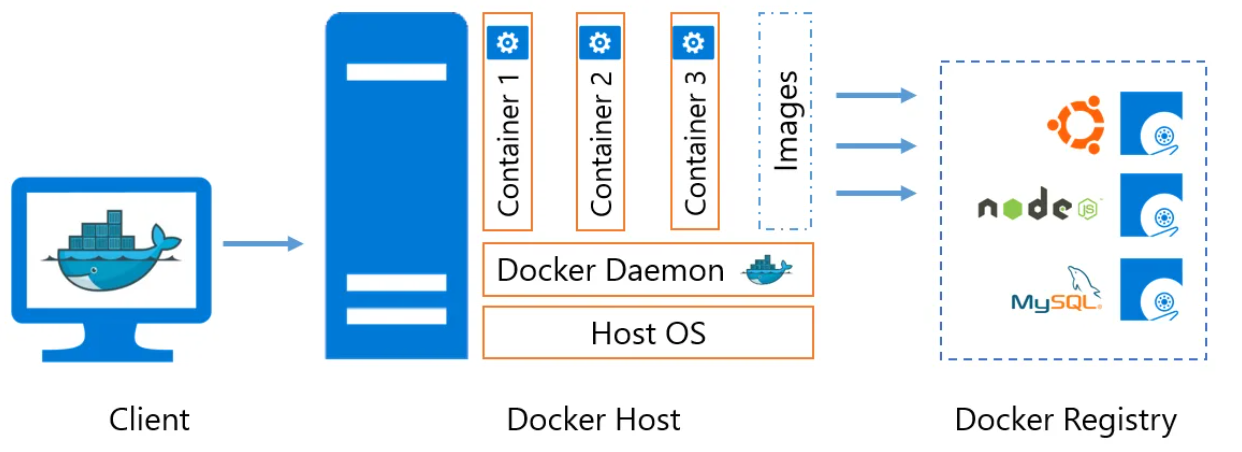 Container 1
Container 2
Container 3
Images
Docker Daemon
Host OS
node
JS
MySQL®
Client
Docker Host
Docker Registry